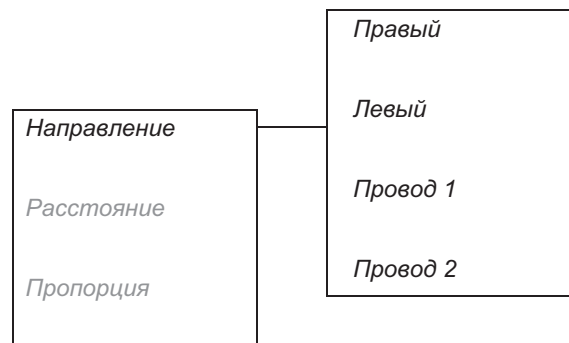 Правый
Левый
Направление
Провод 1
Расстояние
Провод 2
Пропорция